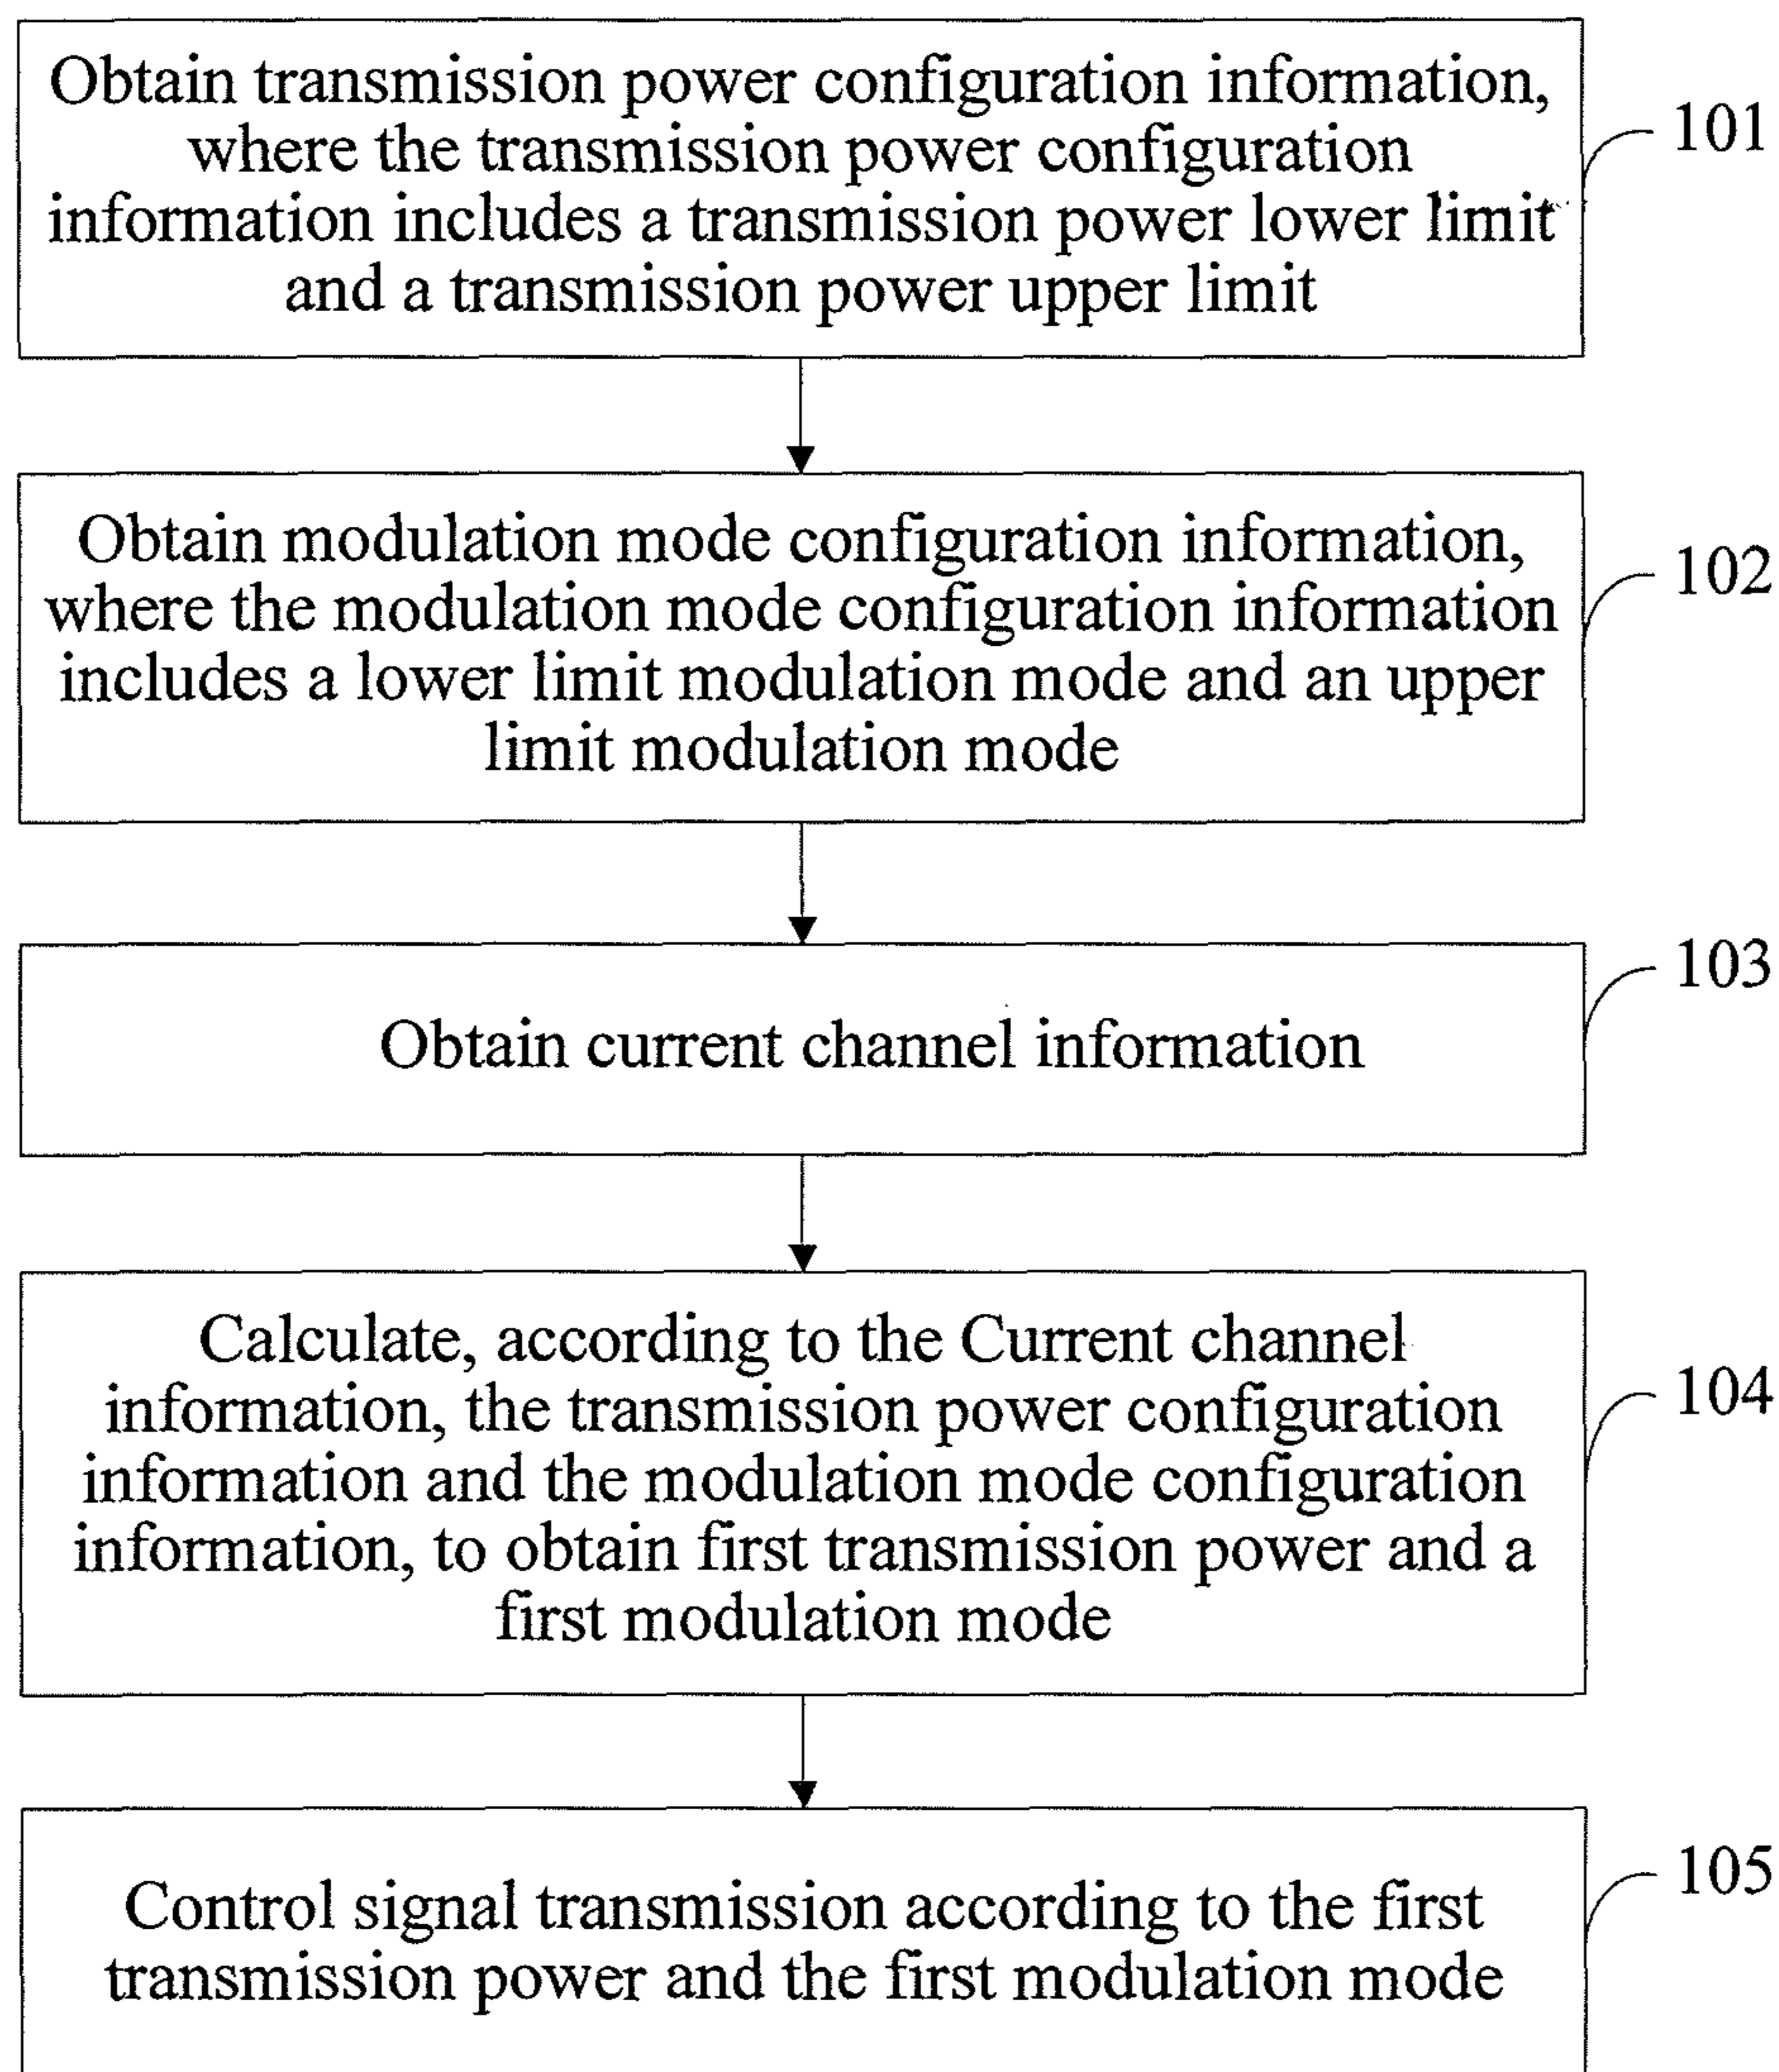 Obtain transmission power configuration information,
where the transmission power configuration
information includes a transmission power lower limit
and a transmission power upper limit
101
Obtain modulation mode configuration information,
where the modulation mode configuration information
includes a lower limit modulation mode and an upper
limit modulation mode
102
Obtain current channel information
103
Calculate, according to the Current channel
information, the transmission power configuration
information and the modulation mode configuration
information, to obtain first transmission power and a
first modulation mode
104
Control signal transmission according to the first
transmission power and the first modulation mode
105